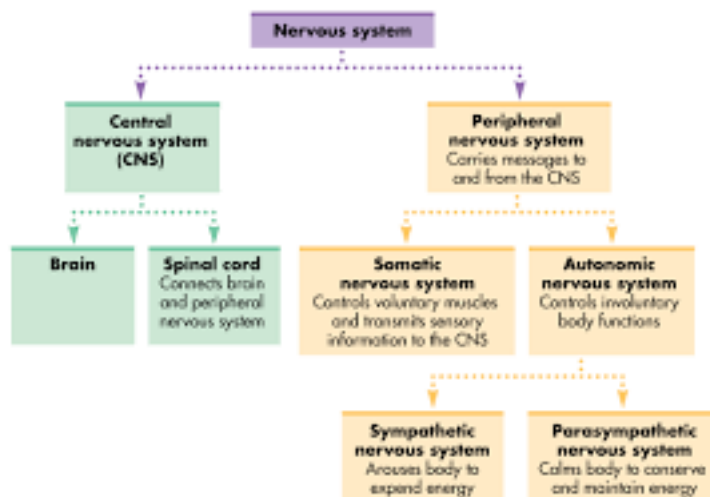 Nervous system
Central
nervous system
(CNS)
Peripheral
nervous system
Carries messages to
and from the CNS
Brain
Spinal cord
Connects brain
and peripheral
nervous system
Somatic
nervous system
Controls voluntary muscles
and transmits sensory
information to the CNS
Autonomic
nervous system
Controls involuntary
body functions
Sympathetic
nervous system
Arouses body to
expend energy
Parasympathetic
nervous system
Calms body to conserve
and maintain energy